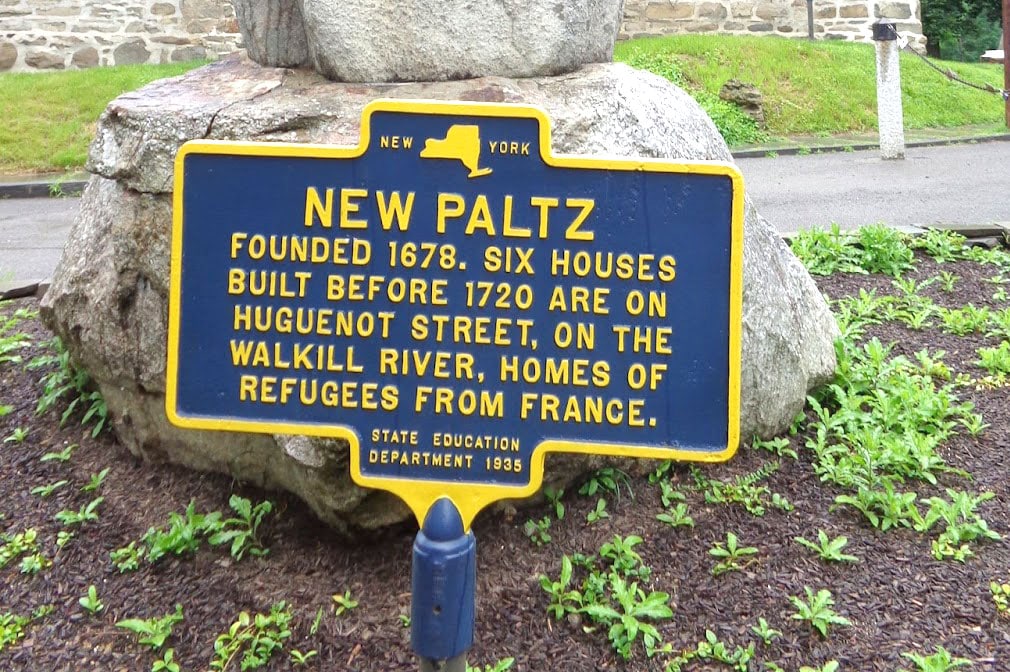 NEW YORK
NEW PALTZ
FOUNDED 1678. SIX HOUSES
BUILT BEFORE 1720 ARE ON
HUGUENOT STREET, ON THE
WALKILL RIVER, HOMES OF
REFUGEES FROM FRANCE.
STATE EDUCATION
DEPARTMENT 1935